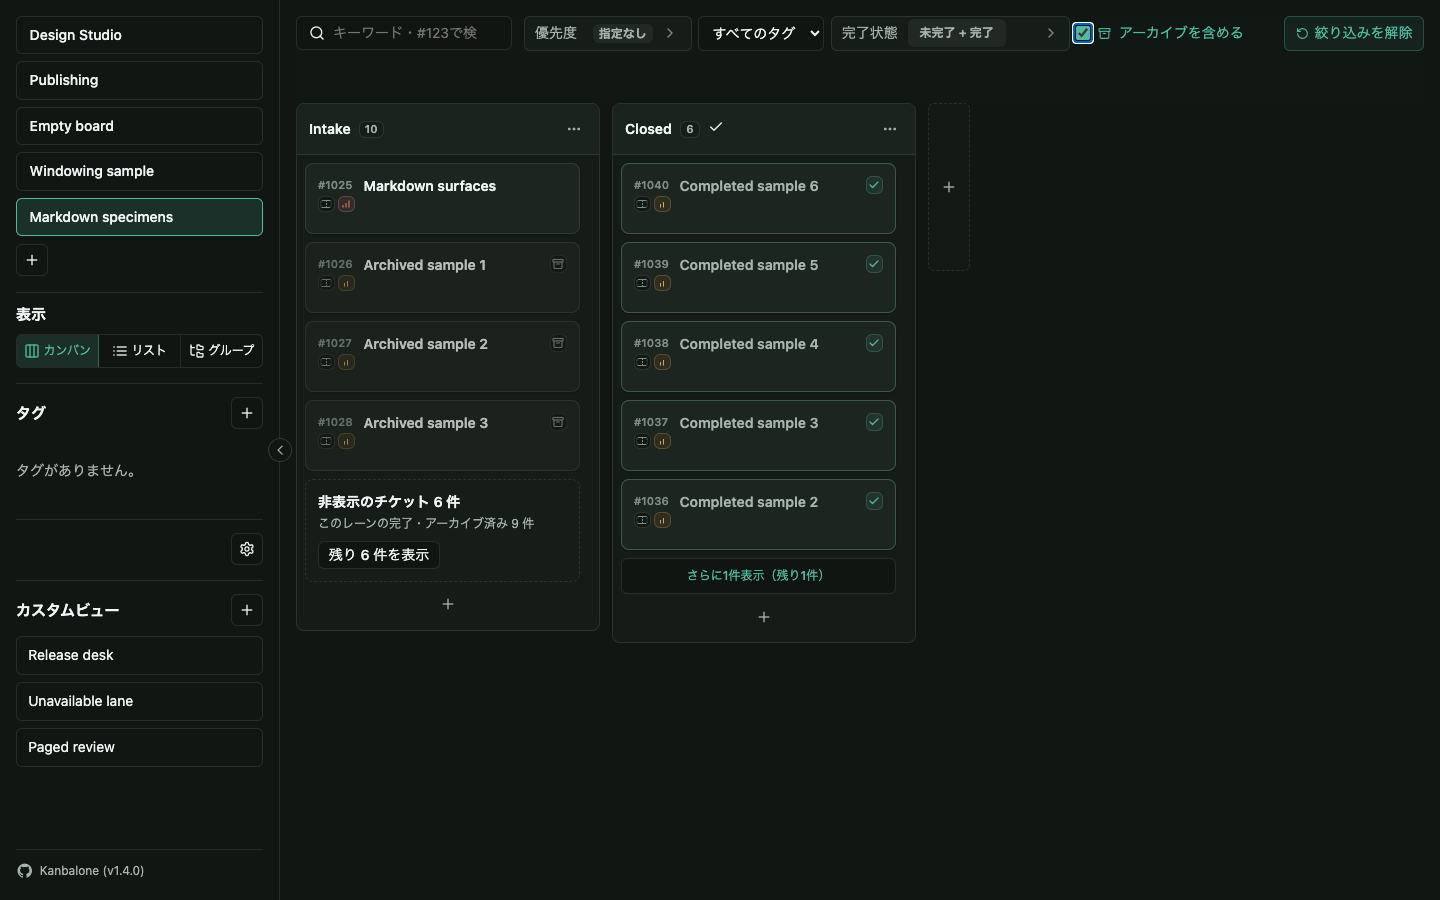 Design Studio
Publishing
Empty board
Windowing sample
Markdown specimens
表示
カンバン
リスト
グループ
タグ
タグがありません。
カスタムビュー
Release desk
Unavailable lane
Paged review
Kanbalone (v1.4.0)
キーワード・#123で検
優先度 指定なし
すべてのタグ
完了状態 未完了 + 完了
アーカイブを含める
絞り込みを解除
Intake 10
#1025 Markdown surfaces
#1026 Archived sample 1
#1027 Archived sample 2
#1028 Archived sample 3
非表示のチケット 6 件
このレーンの完了・アーカイブ済み 9 件
残り 6 件を表示
Closed 6
#1040 Completed sample 6
#1039 Completed sample 5
#1038 Completed sample 4
#1037 Completed sample 3
#1036 Completed sample 2
さらに1件表示（残り1件）